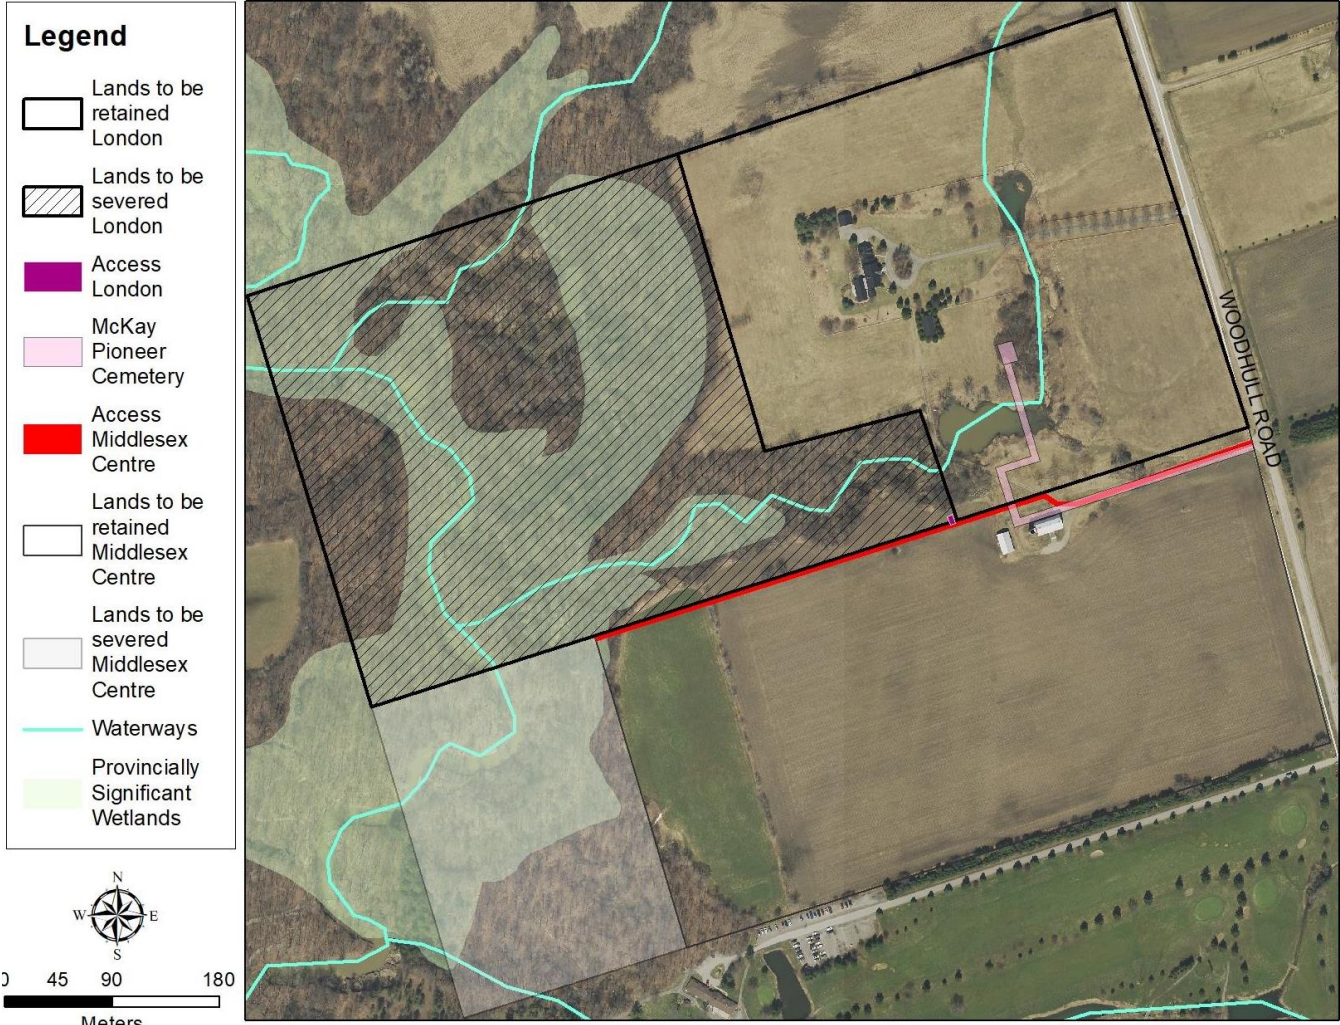 Legend
Lands to be
retained
London
Lands to be
severed
London
Access
London
McKay
Pioneer
Cemetery
Access
Middlesex
Centre
Lands to be
retained
Middlesex
Centre
Lands to be
severed
Middlesex
Centre
Waterways
Provincially
Significant
Wetlands
N
W E
S
0 45 90 180
Meters
WOODHULL ROAD